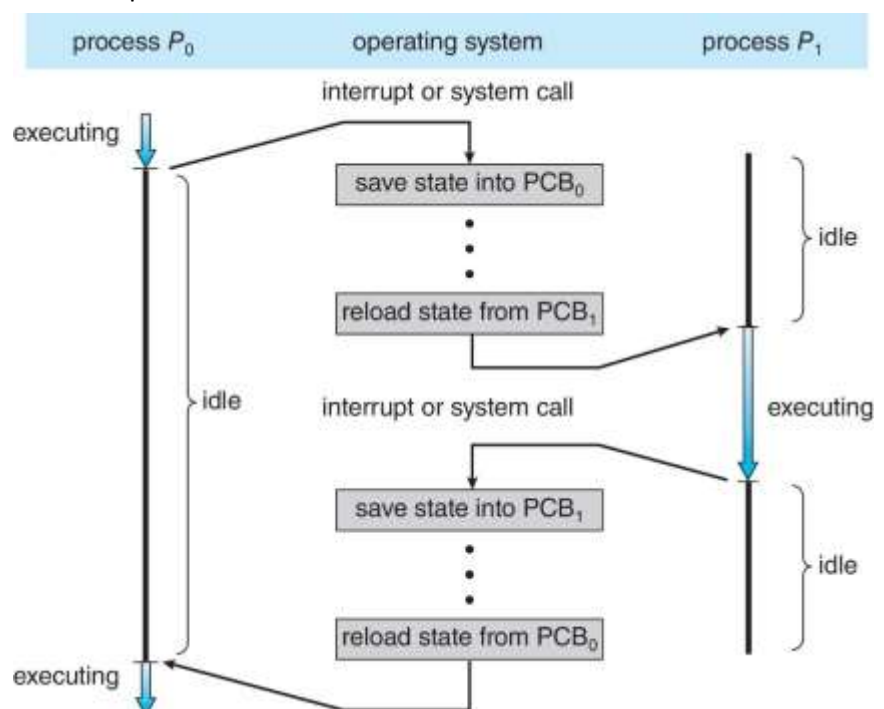 process P₀ operating system process P₁
interrupt or system call
executing
save state into PCB₀
idle
reload state from PCB₁
idle
interrupt or system call
executing
save state into PCB₁
idle
reload state from PCB₀
executing